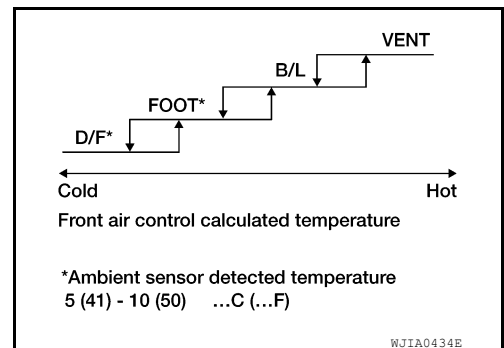 VENT
B/L
FOOT*
D/F*
Cold Hot
Front air control calculated temperature
*Ambient sensor detected temperature
5 (41) - 10 (50) ...C (...F)
WJIA0434E